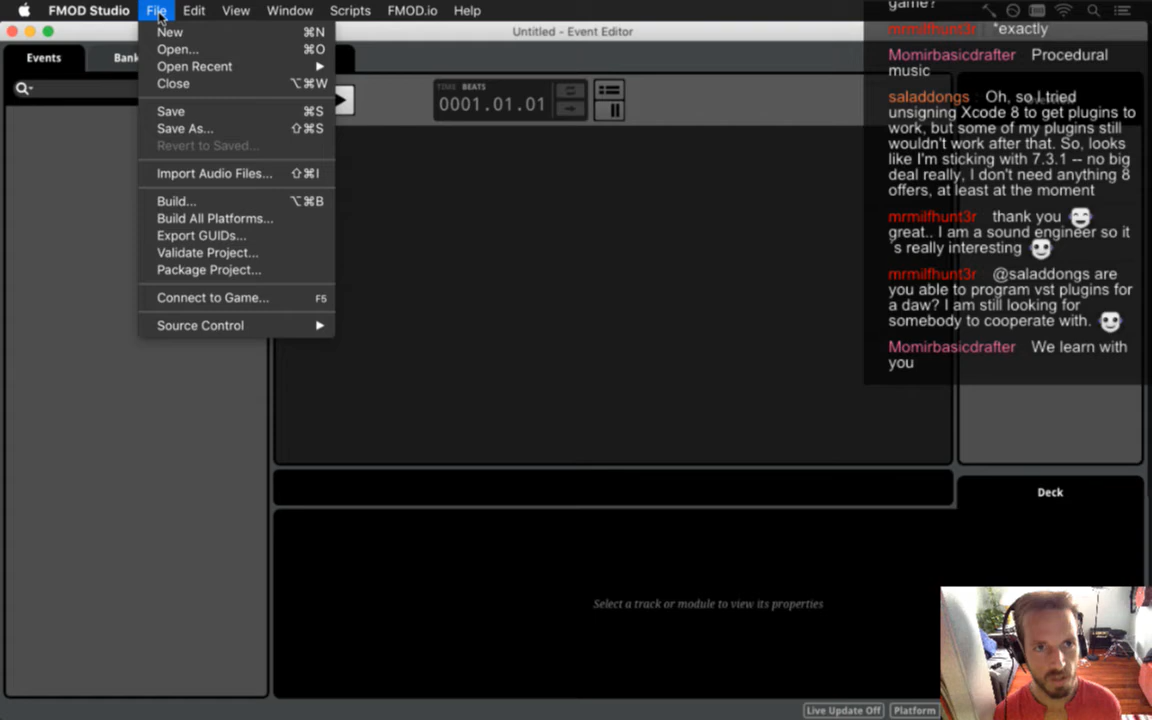 FMOD Studio File Edit View Window Scripts FMOD.io Help
Untitled - Event Editor
Events
Bank
New ⌘N
Open... ⌘O
Open Recent
Close ⌥⌘W
Save ⌘S
Save As... ⇧⌘S
Revert to Saved...
Import Audio Files... ⇧⌘I
Build... ⌥⌘B
Build All Platforms...
Export GUIDs...
Validate Project...
Package Project...
Connect to Game... F5
Source Control
TIME BEATS
0001.01.01
game?
mrmilfhunt3r *exactly
Momirbasicdrafter Procedural
music
saladdongs Oh, so I tried
unsigning Xcode 8 to get plugins to
work, but some of my plugins still
wouldn't work after that. So, looks
like I'm sticking with 7.3.1 -- no big
deal really, I don't need anything 8
offers, at least at the moment
mrmilfhunt3r thank you
great.. I am a sound engineer so it
´s really interesting
mrmilfhunt3r @saladdongs are
you able to program vst plugins for
a daw? I am still looking for
somebody to cooperate with.
Momirbasicdrafter We learn with
you
Deck
Select a track or module to view its properties
Live Update Off Platform